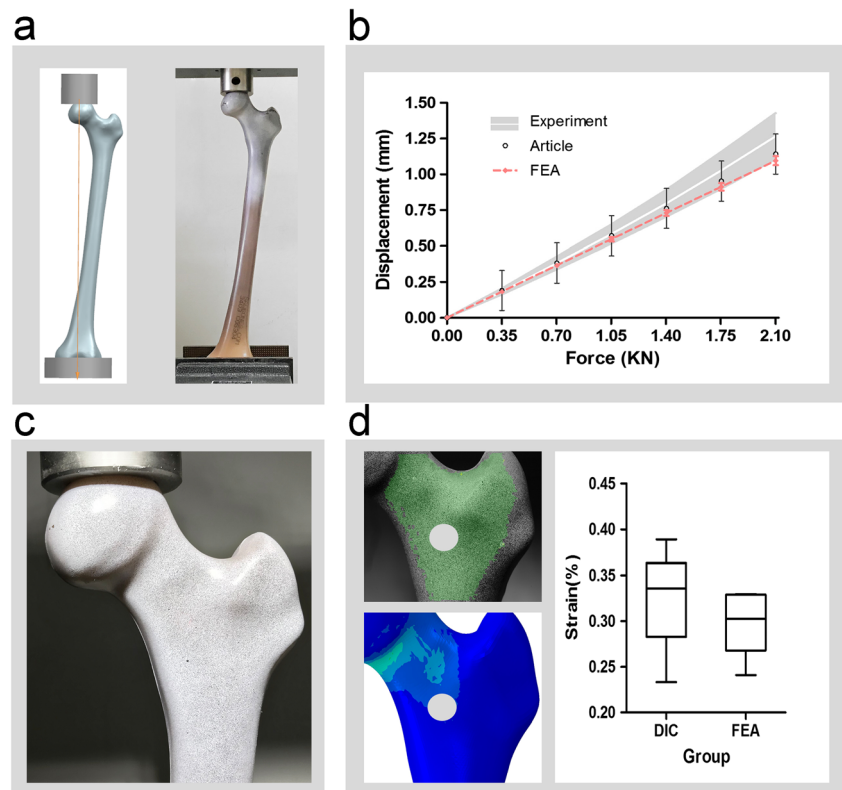 a
b
1.50
1.25
1.00
0.75
0.50
0.25
0.00
Displacement (mm)
Experiment
Article
FEA
0.00 0.35 0.70 1.05 1.40 1.75 2.10
Force (KN)
c
d
0.45
0.40
0.35
0.30
0.25
0.20
Strain(%)
DIC FEA
Group